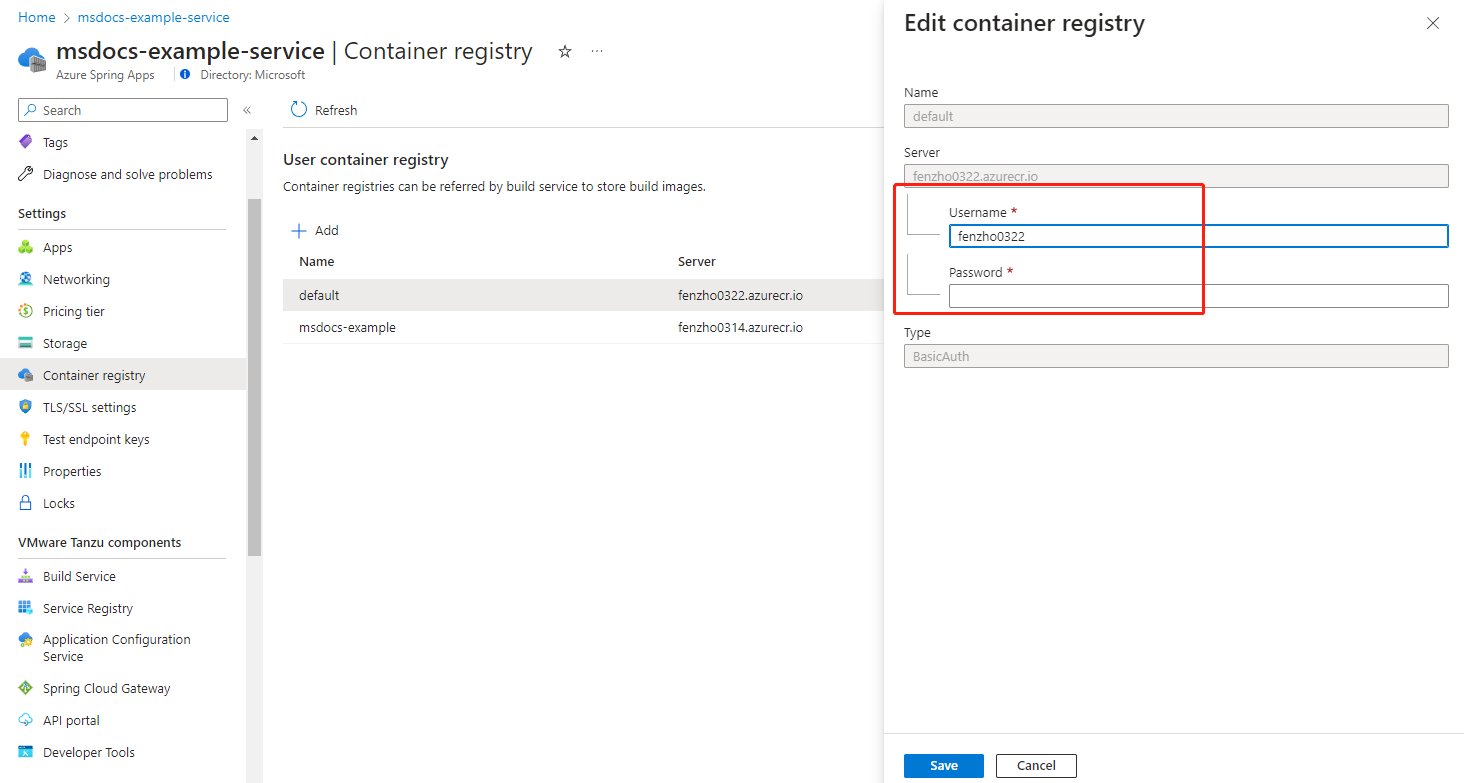 Home > msdocs-example-service
msdocs-example-service | Container registry
Azure Spring Apps
Directory: Microsoft
Search
Tags
Diagnose and solve problems
Settings
Apps
Networking
Pricing tier
Storage
Container registry
TLS/SSL settings
Test endpoint keys
Properties
Locks
VMware Tanzu components
Build Service
Service Registry
Application Configuration
Service
Spring Cloud Gateway
API portal
Developer Tools
Refresh
User container registry
Container registries can be referred by build service to store build images.
Add
Name Server
default fenzho0322.azurecr.io
msdocs-example fenzho0314.azurecr.io
Edit container registry
Name
default
Server
fenzho0322.azurecr.io
Username *
fenzho0322
Password *
Type
BasicAuth
Save Cancel